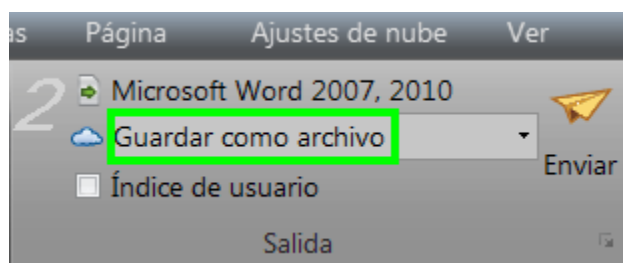 as Página Ajustes de nube Ver
2 Microsoft Word 2007, 2010
Guardar como archivo
Enviar
Índice de usuario
Salida